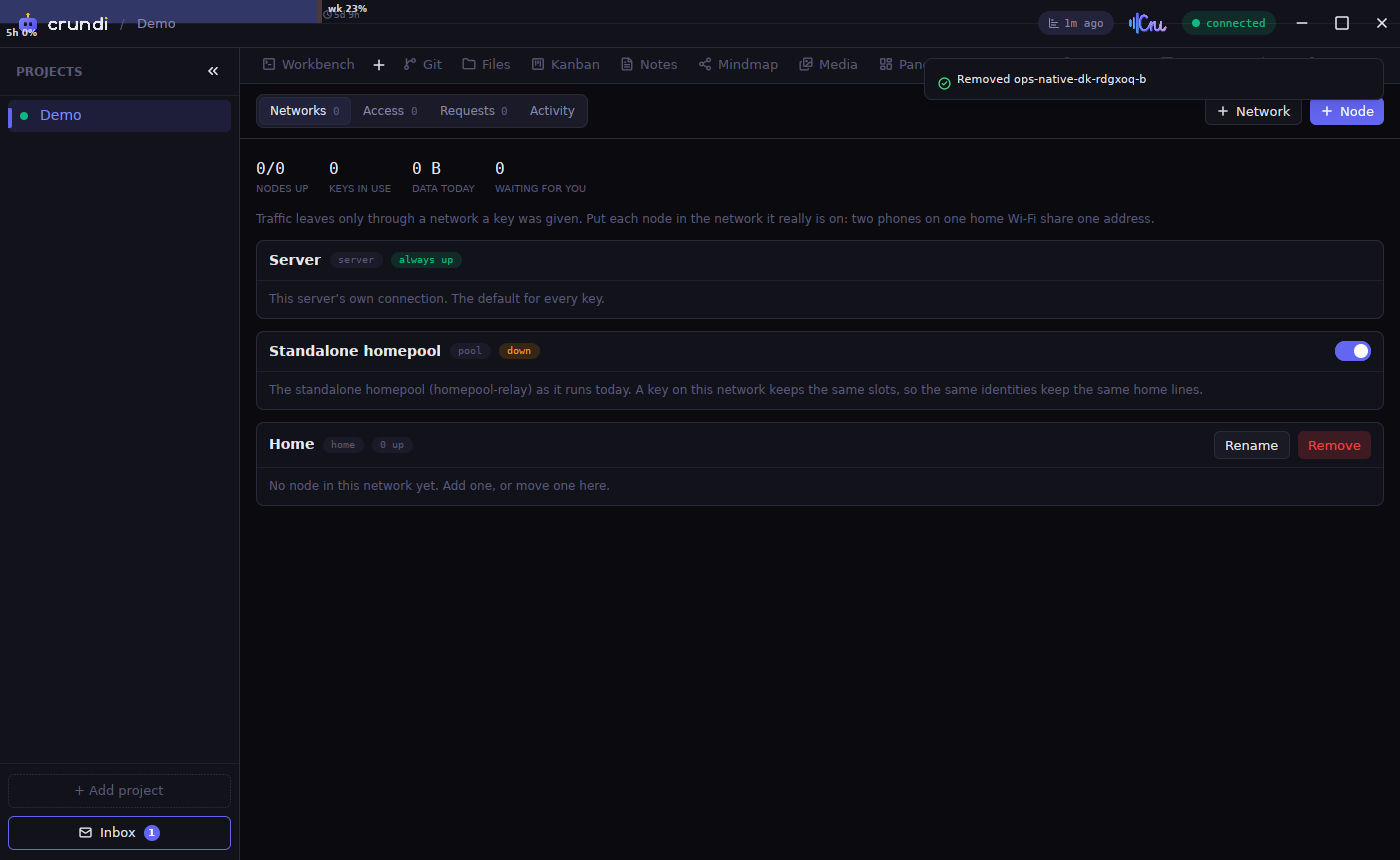 wk 23%
5d 9h
5h 0%
crundi / Demo
1m ago
Cru
connected
PROJECTS
Demo
+ Add project
Inbox 1
Workbench
Git
Files
Kanban
Notes
Mindmap
Media
Removed ops-native-dk-rdgxoq-b
Networks 0
Access 0
Requests 0
Activity
+ Network
+ Node
0/0
NODES UP
0
KEYS IN USE
0 B
DATA TODAY
0
WAITING FOR YOU
Traffic leaves only through a network a key was given. Put each node in the network it really is on: two phones on one home Wi-Fi share one address.
Server server always up
This server’s own connection. The default for every key.
Standalone homepool pool down
The standalone homepool (homepool-relay) as it runs today. A key on this network keeps the same slots, so the same identities keep the same home lines.
Home home 0 up
Rename
Remove
No node in this network yet. Add one, or move one here.